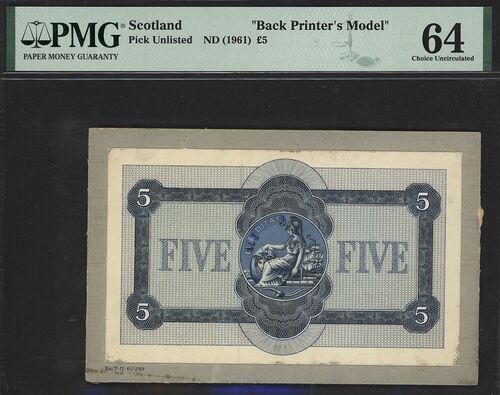 PMG Scotland "Back Printer's Model" 64
PAPER MONEY GUARANTY Pick Unlisted ND (1961) £5 Choice Uncirculated
5 5
FIVE FIVE
5 5